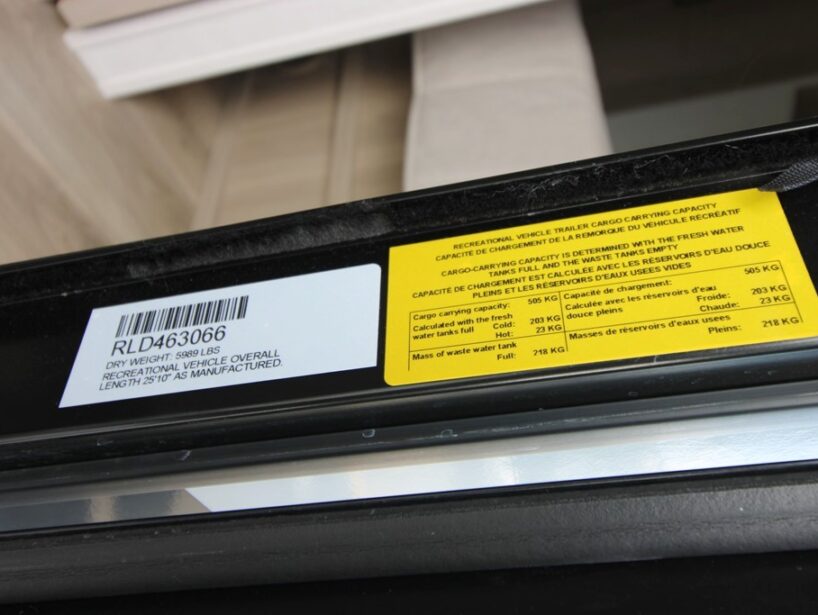 RLD463066
DRY WEIGHT: 5989 LBS
RECREATIONAL VEHICLE OVERALL
LENGTH 25'10" AS MANUFACTURED.
RECREATIONAL VEHICLE TRAILER CARGO CARRYING CAPACITY
CAPACITÉ DE CHARGEMENT DE LA REMORQUE DU VÉHICULE RÉCRÉATIF
CARGO-CARRYING CAPACITY IS DETERMINED WITH THE FRESH WATER
TANKS FULL AND THE WASTE TANKS EMPTY
CAPACITÉ DE CHARGEMENT EST CALCULÉE AVEC LES RÉSERVOIRS D'EAU DOUCE
PLEINS ET LES RÉSERVOIRS D'EAUX USEES VIDES
Cargo carrying capacity: 505 KG
Calculated with the fresh
water tanks full Cold: 203 KG
Hot: 23 KG
Mass of waste water tank
Full: 218 KG
Capacité de chargement: 505 KG
Calculée avec les réservoirs d'eau
douce pleins Froide: 203 KG
Chaude: 23 KG
Masses de réservoirs d'eaux usees
Pleins: 218 KG